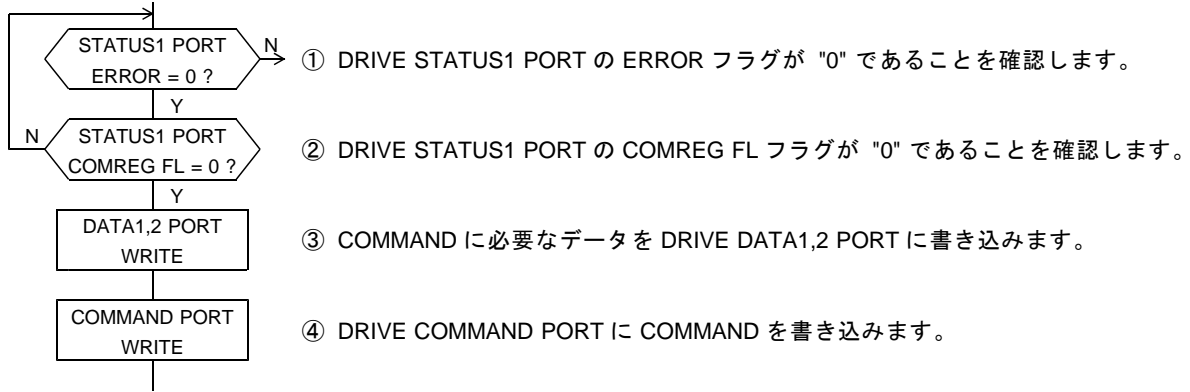 STATUS1 PORT
ERROR = 0 ?
N
① DRIVE STATUS1 PORT の ERROR フラグが "0" であることを確認します。
Y
N
STATUS1 PORT
COMREG FL = 0 ?
② DRIVE STATUS1 PORT の COMREG FL フラグが "0" であることを確認します。
Y
DATA1,2 PORT
WRITE
③ COMMAND に必要なデータを DRIVE DATA1,2 PORT に書き込みます。
COMMAND PORT
WRITE
④ DRIVE COMMAND PORT に COMMAND を書き込みます。